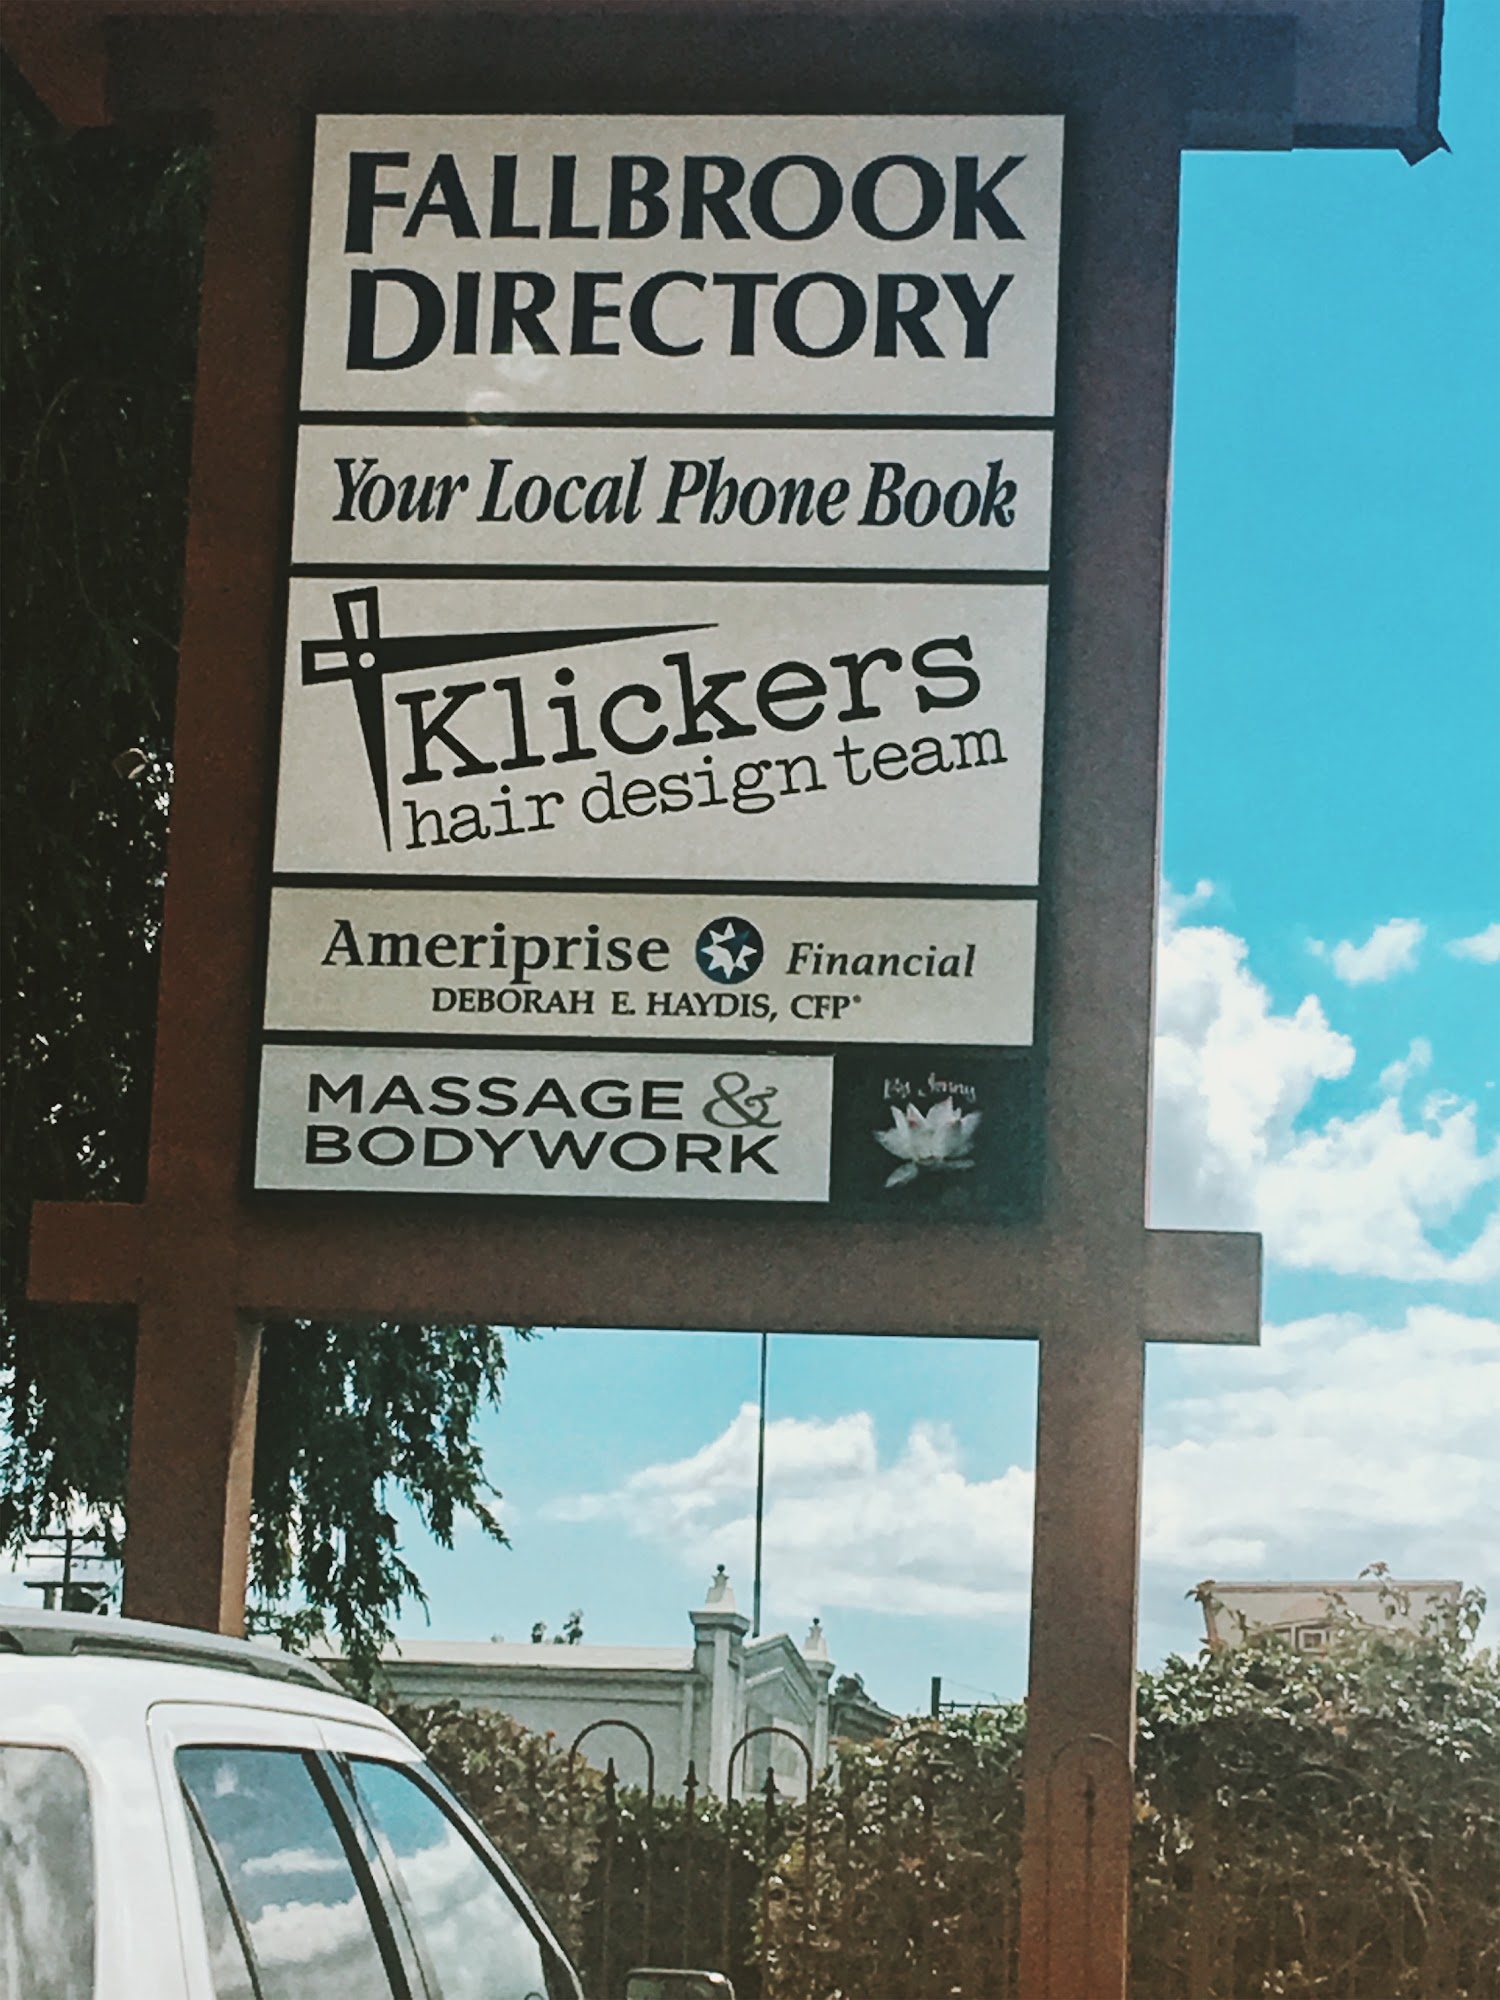 FALLBROOK
DIRECTORY
Your Local Phone Book
Klickers
hair design team
Ameriprise Financial
DEBORAH E. HAYDIS, CFP®
MASSAGE &
BODYWORK